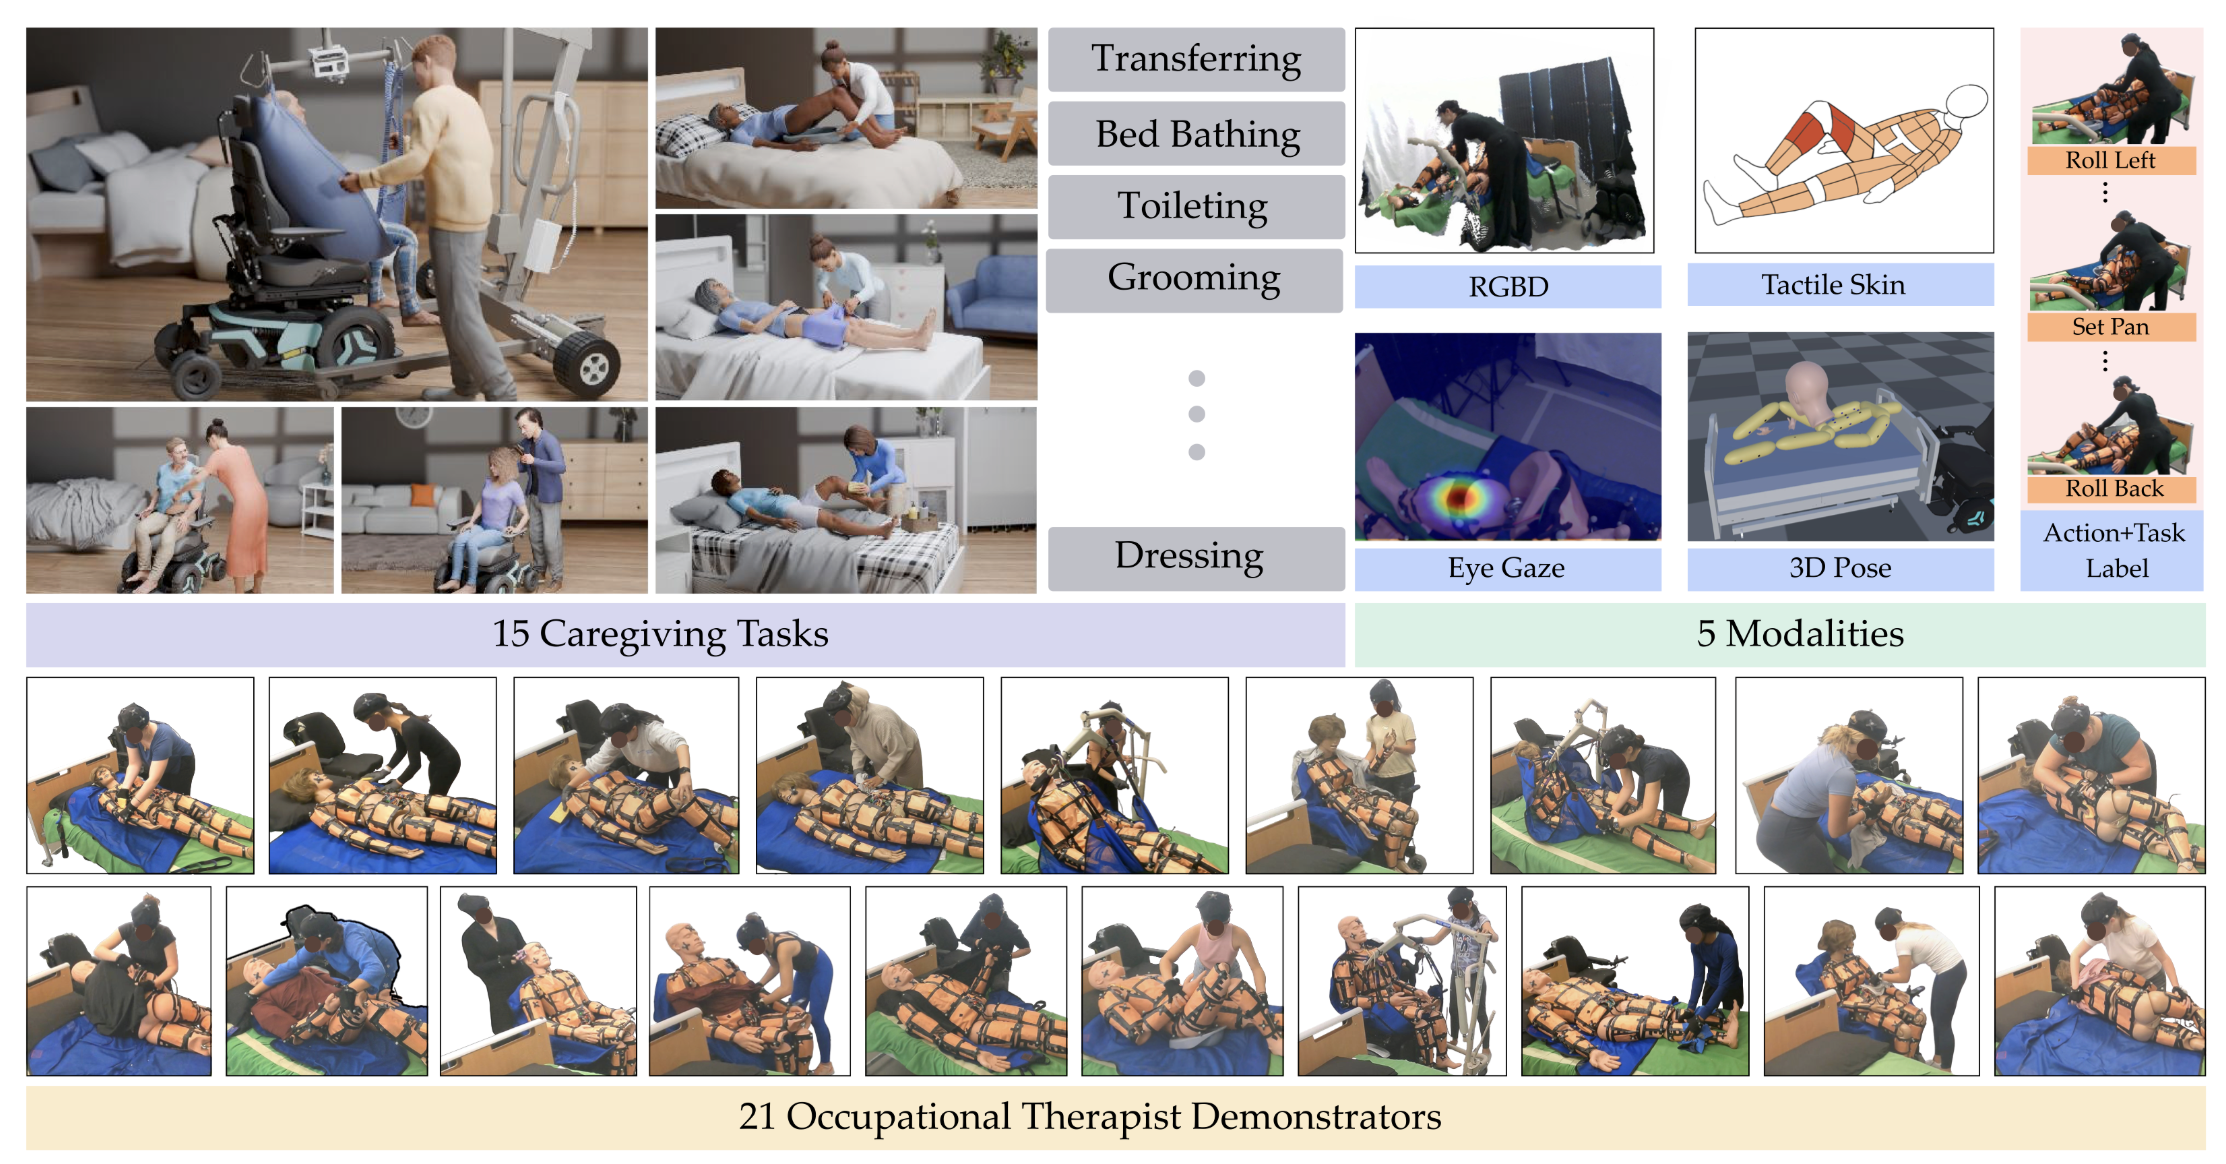 Transferring
Bed Bathing
Toileting
Grooming
Dressing
RGBD
Tactile Skin
Eye Gaze
3D Pose
Roll Left
Set Pan
Roll Back
Action+Task
Label
15 Caregiving Tasks
5 Modalities
21 Occupational Therapist Demonstrators